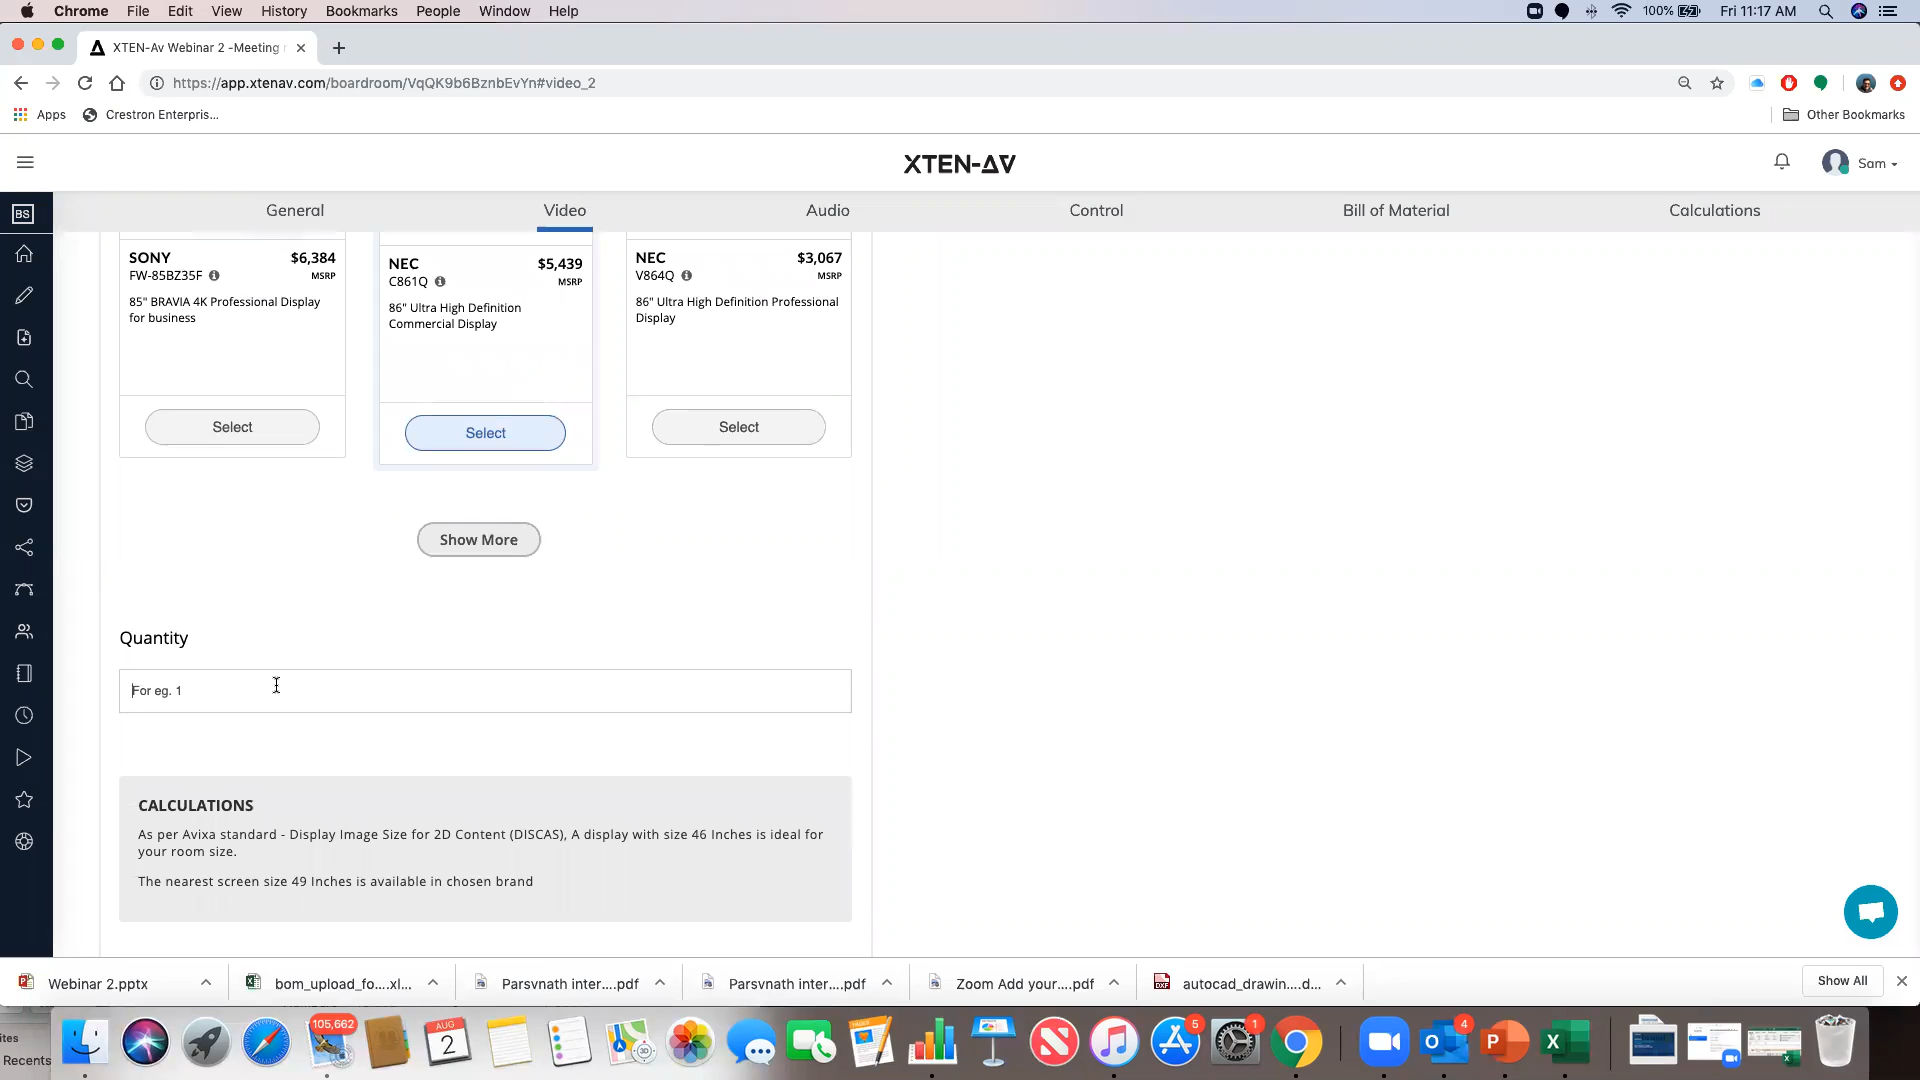 Chrome File Edit View History Bookmarks People Window Help 100% Fri 11:17 AM
XTEN-Av Webinar 2 -Meeting
https://app.xtenav.com/boardroom/VqQK9b6BznbEvYn#video_2
Apps Crestron Enterpris... Other Bookmarks
XTEN-AV Sam
BS General Video Audio Control Bill of Material Calculations
SONY $6,384
FW-85BZ35F MSRP
85" BRAVIA 4K Professional Display
for business
Select
NEC $5,439
C861Q MSRP
86" Ultra High Definition
Commercial Display
Select
NEC $3,067
V864Q MSRP
86" Ultra High Definition Professional
Display
Select
Show More
Quantity
For eg. 1
CALCULATIONS
As per Avixa standard - Display Image Size for 2D Content (DISCAS), A display with size 46 Inches is ideal for
your room size.
The nearest screen size 49 Inches is available in chosen brand
Webinar 2.pptx bom_upload_fo....xl... Parsvnath inter....pdf Parsvnath inter....pdf Zoom Add your....pdf autocad_drawin....d... Show All
105,662 AUG 2 5 1 4
ites
Recents